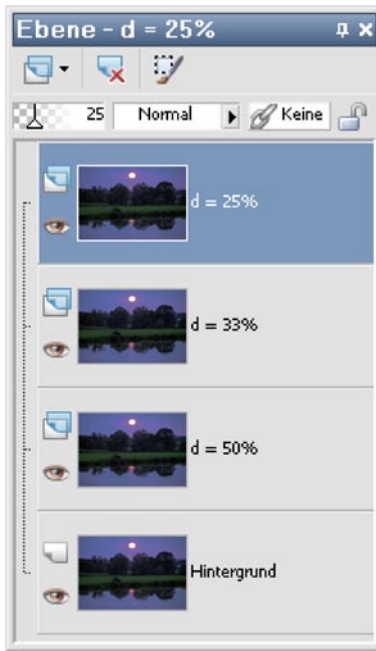 Ebene - d = 25%
25 Normal Keine
d = 25%
d = 33%
d = 50%
Hintergrund